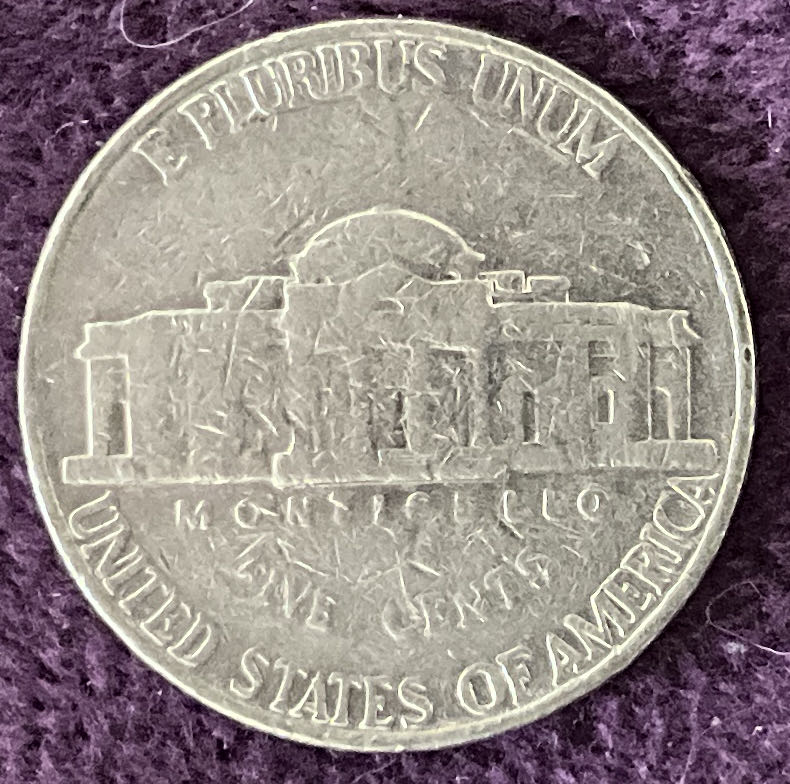 E PLURIBUS UNUM
MONTICELLO
FIVE CENTS
UNITED STATES OF AMERICA